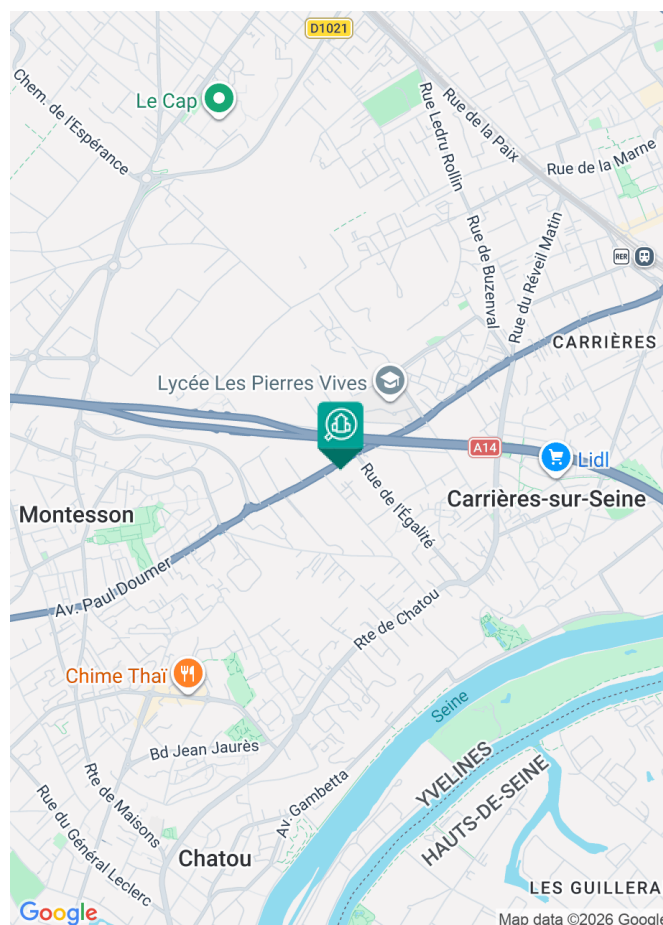 D1021
Le Cap
Chem. de l'Espérance
Rue Ledru Rollin
Rue de la Paix
Rue de la Marne
Rue de Buzenval
Rue du Réveil Matin
RER
CARRIÈRES
Lycée Les Pierres Vives
A14
Lidl
Montesson
Rue de l'Égalité
Carrières-sur-Seine
Av. Paul Doumer
Rte de Chatou
Chime Thaï
Seine
Bd Jean Jaurès
YVELINES
HAUTS-DE-SEINE
Rte de Maisons
Av. Gambetta
Rue du Général Leclerc
Chatou
LES GUILLERA
Google
Map data ©2026 Google